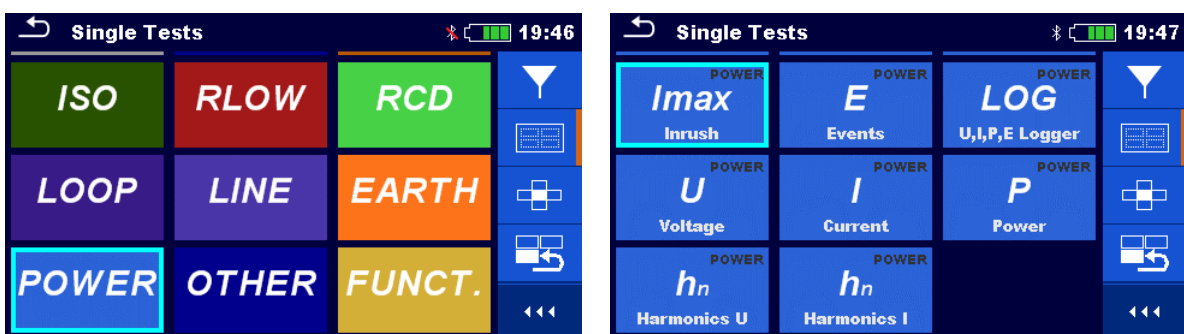 Single Tests 19:46
ISO RLOW RCD
LOOP LINE EARTH
POWER OTHER FUNCT.
Single Tests 19:47
POWER POWER POWER
Imax E LOG
Inrush Events U,I,P,E Logger
POWER POWER POWER
U I P
Voltage Current Power
POWER POWER
hn hn
Harmonics U Harmonics I